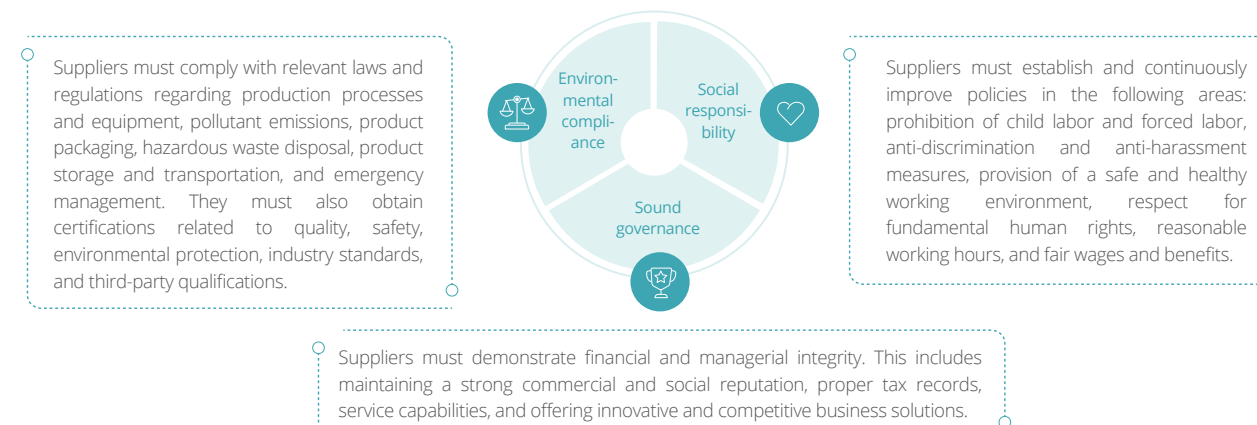 Suppliers must comply with relevant laws and
regulations regarding production processes
and equipment, pollutant emissions, product
packaging, hazardous waste disposal, product
storage and transportation, and emergency
management. They must also obtain
certifications related to quality, safety,
environmental protection, industry standards,
and third-party qualifications.
Environ-
mental
compli-
ance
Social
responsi-
bility
Sound
governance
Suppliers must establish and continuously
improve policies in the following areas:
prohibition of child labor and forced labor,
anti-discrimination and anti-harassment
measures, provision of a safe and healthy
working environment, respect for
fundamental human rights, reasonable
working hours, and fair wages and benefits.
Suppliers must demonstrate financial and managerial integrity. This includes
maintaining a strong commercial and social reputation, proper tax records,
service capabilities, and offering innovative and competitive business solutions.